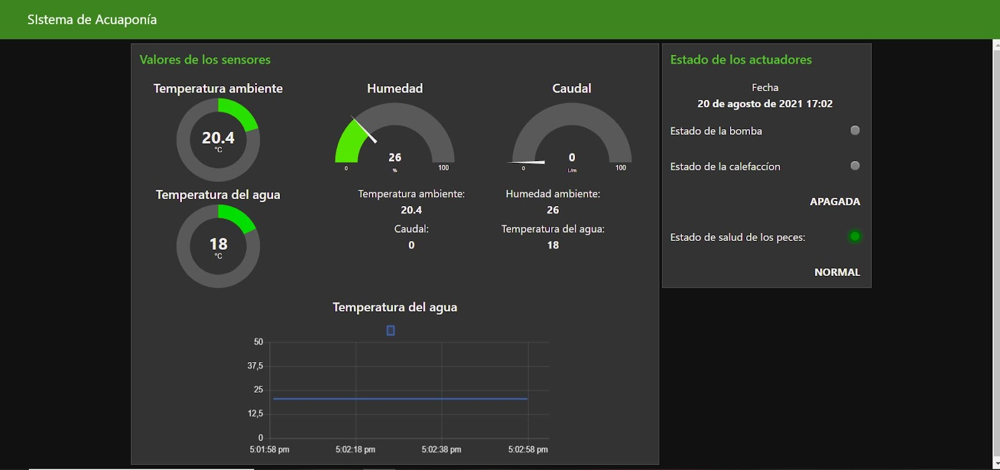 SIstema de Acuaponía
Valores de los sensores
Temperatura ambiente
20.4
°C
Humedad
26
%
0
100
Caudal
0
L/m
0
100
Temperatura del agua
18
°C
Temperatura ambiente:
20.4
Humedad ambiente:
26
Caudal:
0
Temperatura del agua:
18
Temperatura del agua
50
37,5
25
12,5
0
5:01:58 pm
5:02:18 pm
5:02:38 pm
5:02:58 pm
Estado de los actuadores
Fecha
20 de agosto de 2021 17:02
Estado de la bomba
Estado de la calefaccíon
APAGADA
Estado de salud de los peces:
NORMAL